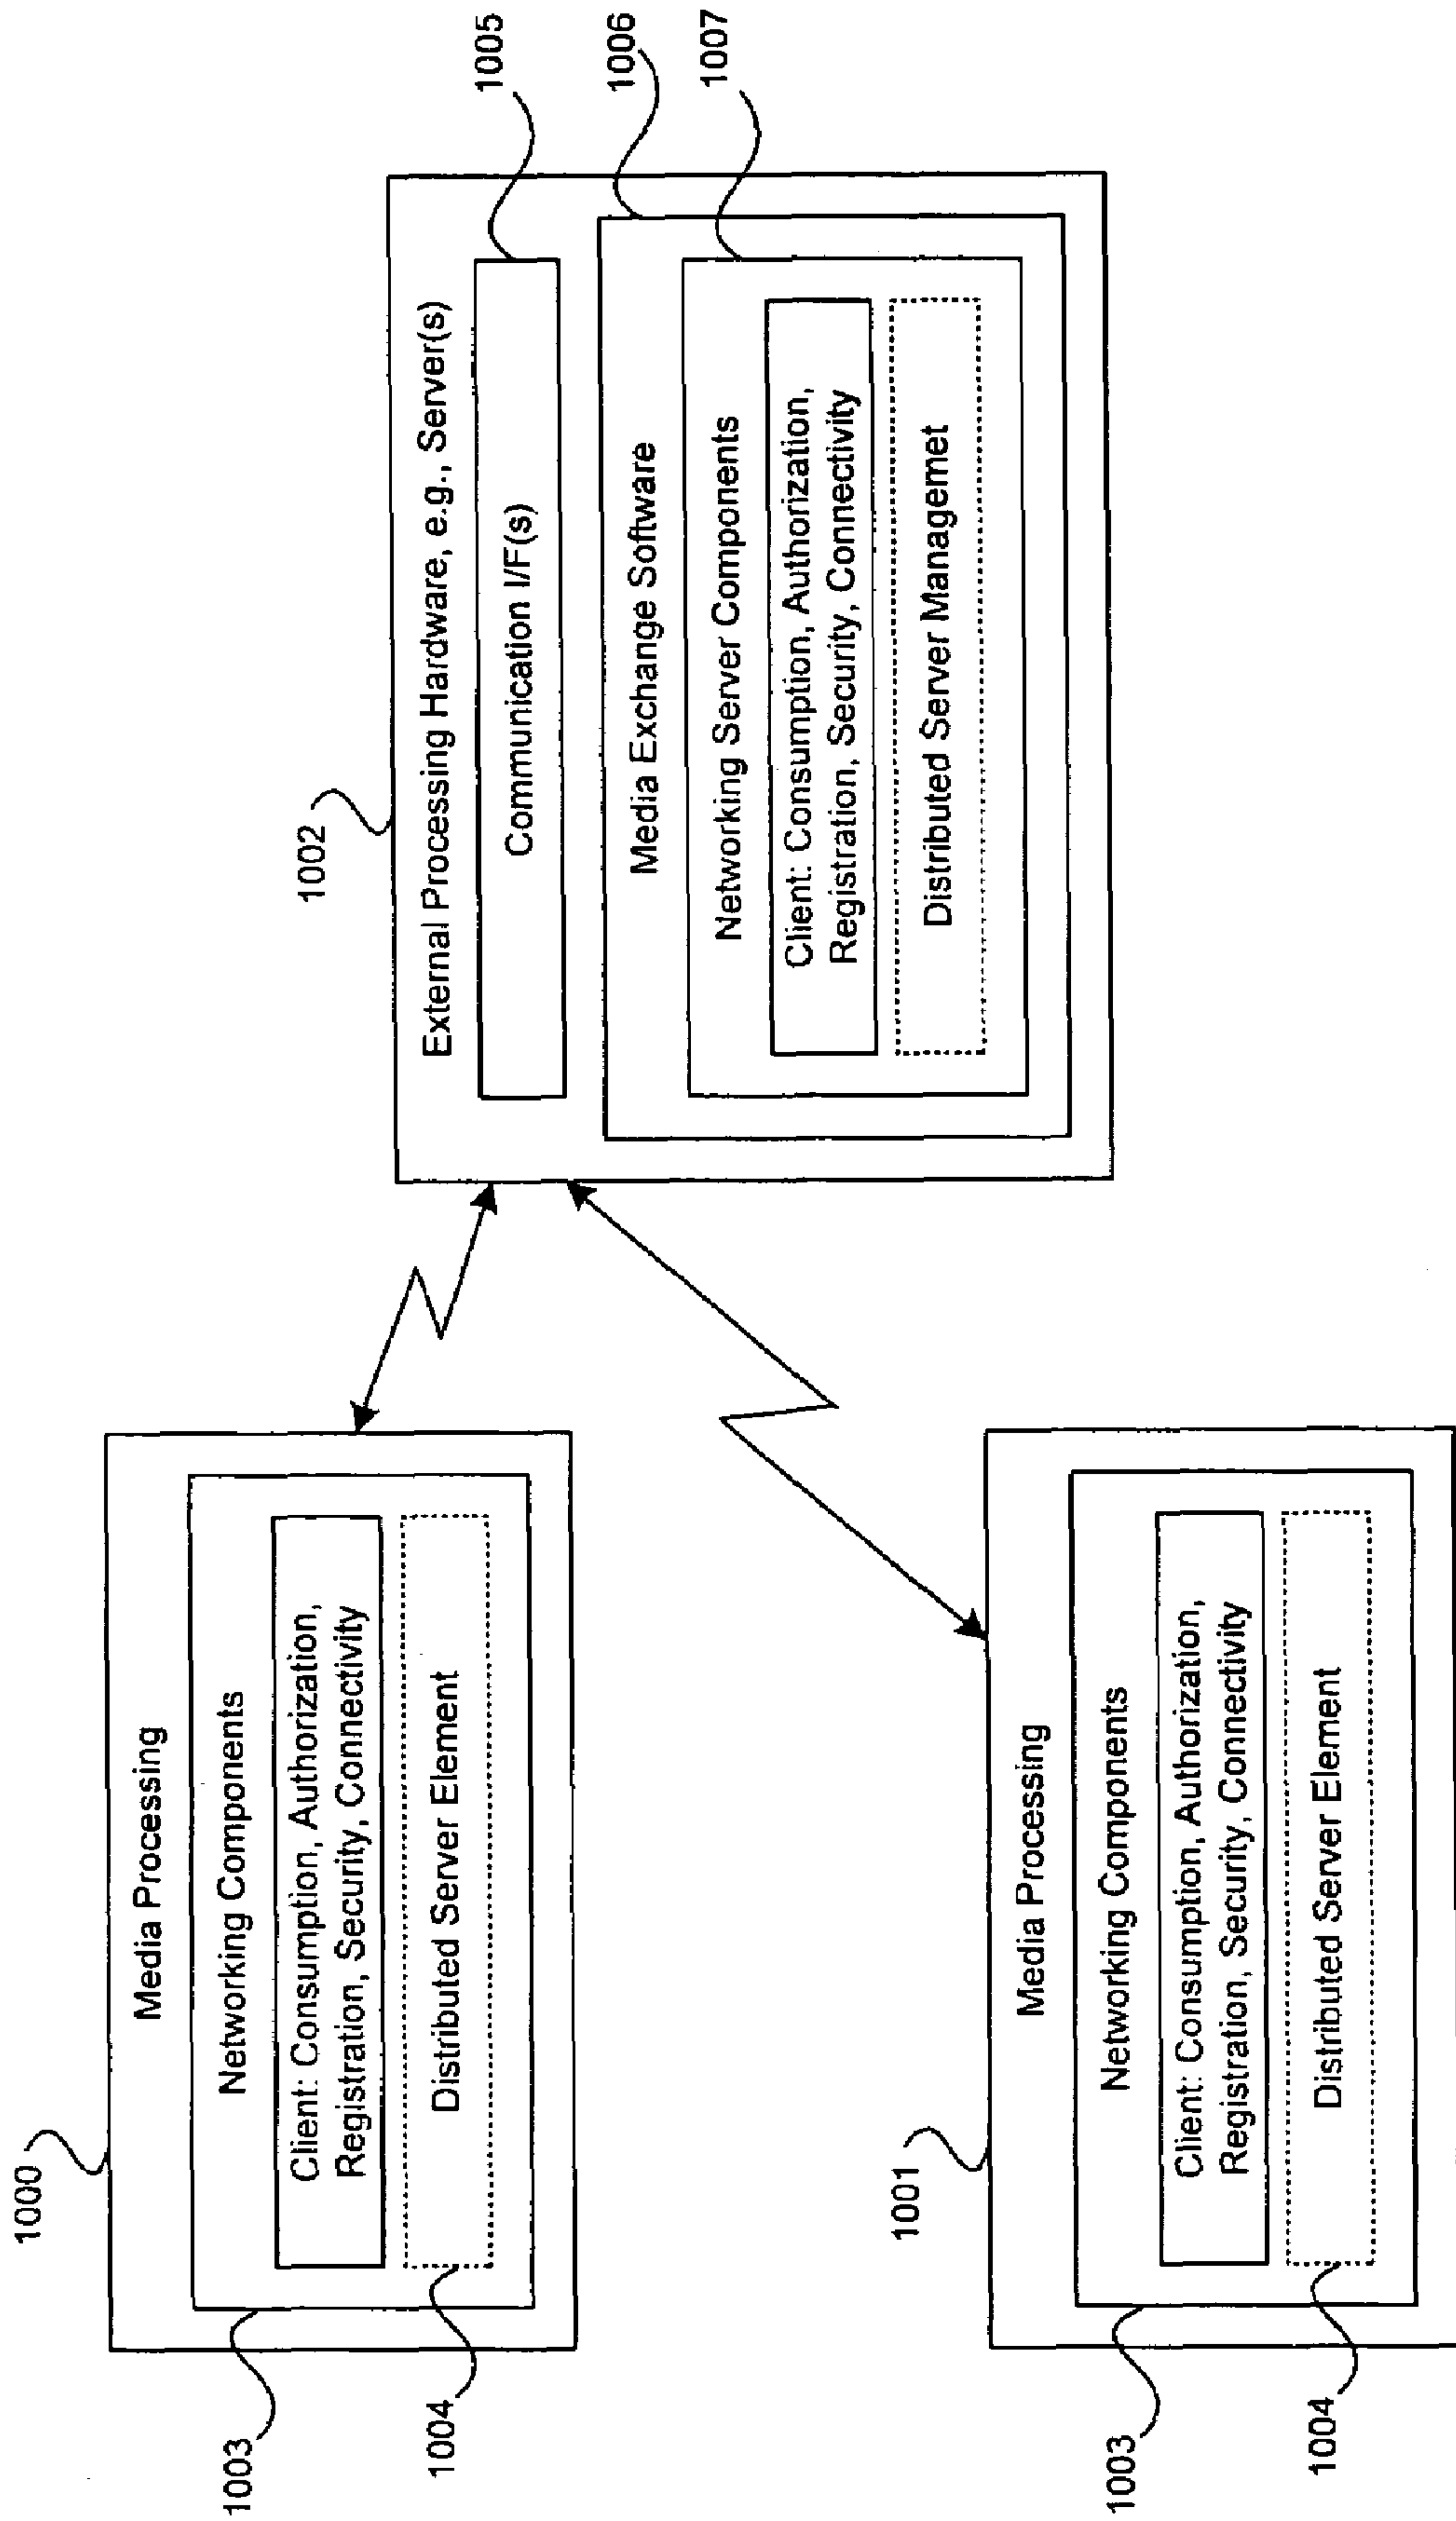 1000
Media Processing
Networking Components
Client: Consumption, Authorization,
Registration, Security, Connectivity
Distributed Server Element
1003
1004
1002
External Processing Hardware, e.g., Server(s)
Communication I/F(s)
Media Exchange Software
Networking Server Components
Client: Consumption, Authorization,
Registration, Security, Connectivity
Distributed Server Managemet
1005
1006
1007
1001
Media Processing
Networking Components
Client: Consumption, Authorization,
Registration, Security, Connectivity
Distributed Server Element
1003
1004